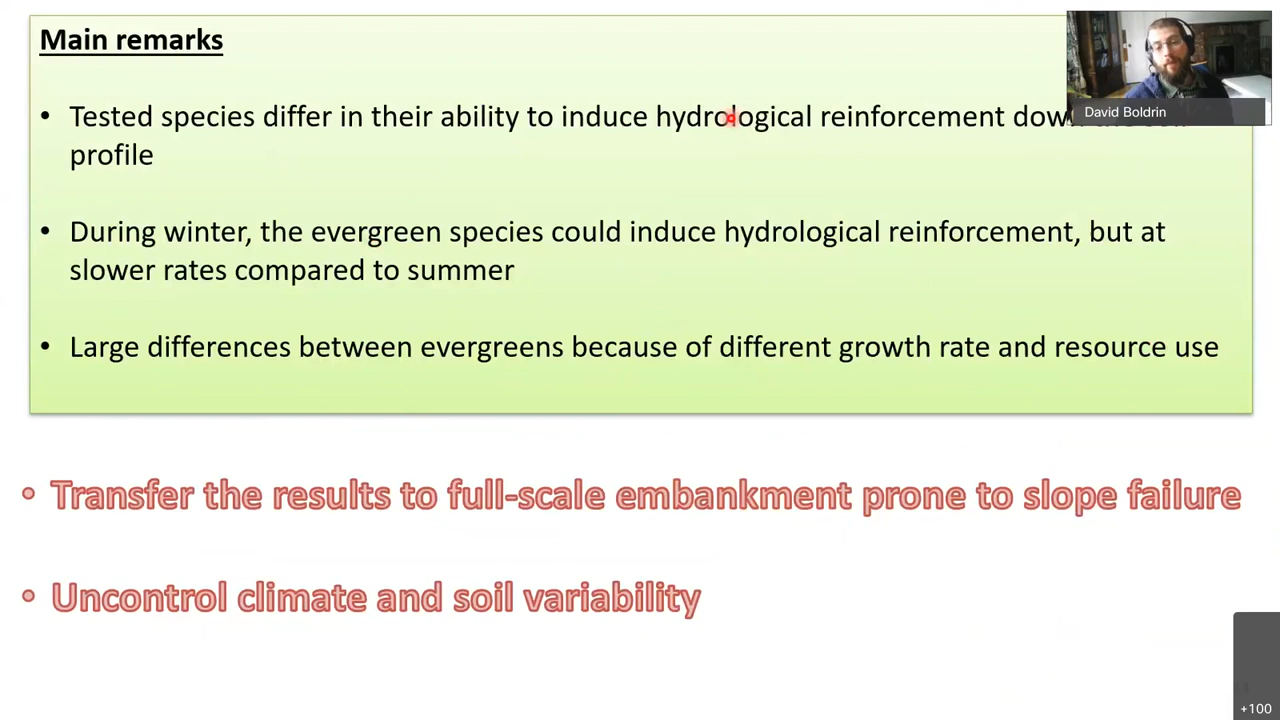 Main remarks
David Boldrin
• Tested species differ in their ability to induce hydrological reinforcement down
profile
• During winter, the evergreen species could induce hydrological reinforcement, but at
slower rates compared to summer
• Large differences between evergreens because of different growth rate and resource use
• Transfer the results to full-scale embankment prone to slope failure
• Uncontrol climate and soil variability
+100